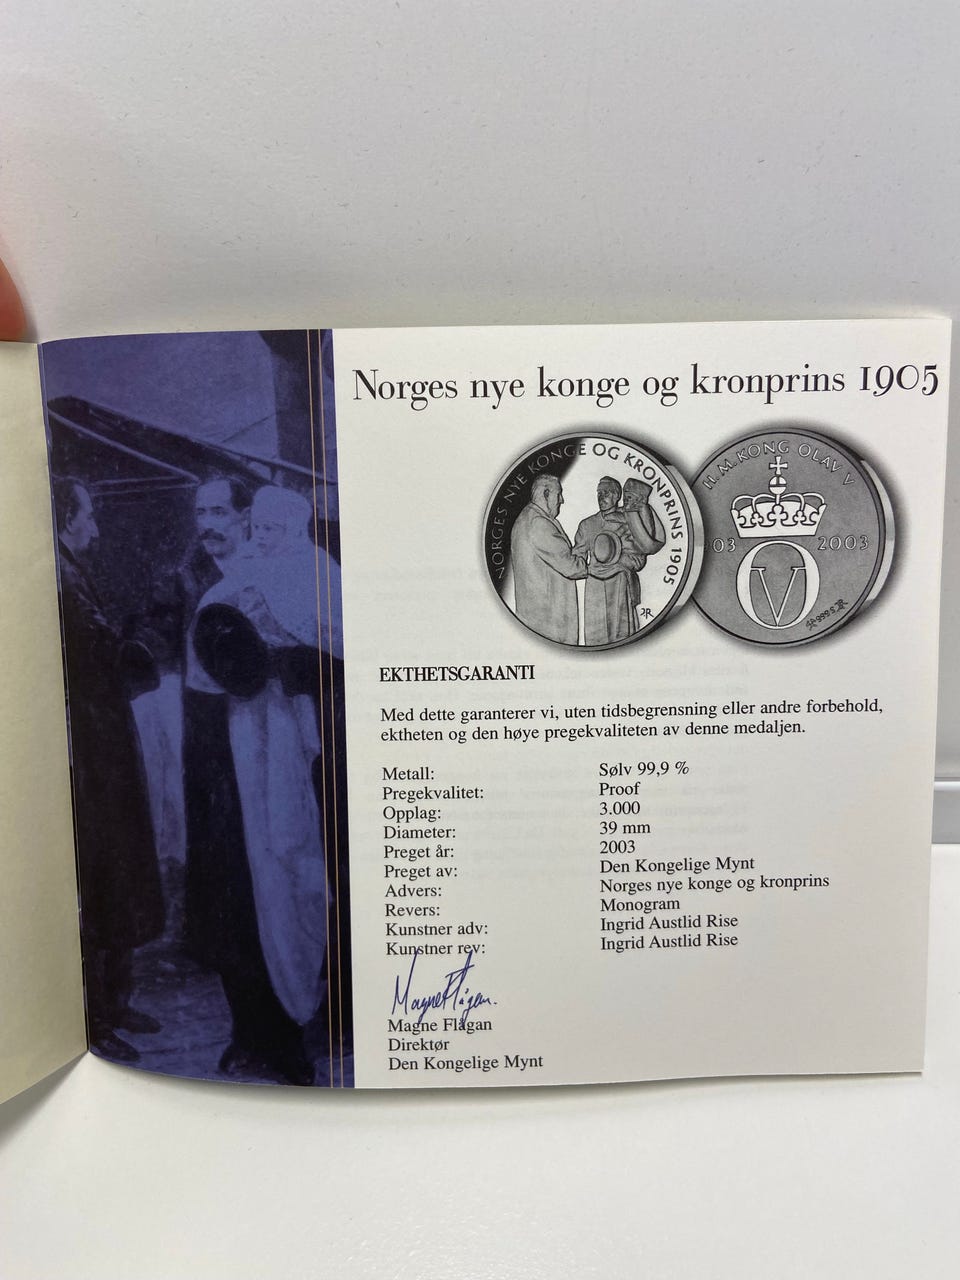 Norges nye konge og kronprins 1905
NORGES NYE KONGE OG KRONPRINS 1905
H. M. KONG OLAV V
03 2003
999 S
EKTHETSGARANTI
Med dette garanterer vi, uten tidsbegrensning eller andre forbehold,
ektheten og den høye pregekvaliteten av denne medaljen.
Metall: Sølv 99,9 %
Pregekvalitet: Proof
Opplag: 3.000
Diameter: 39 mm
Preget år: 2003
Preget av: Den Kongelige Mynt
Advers: Norges nye konge og kronprins
Revers: Monogram
Kunstner adv: Ingrid Austlid Rise
Kunstner rev: Ingrid Austlid Rise
Magne Flågan
Magne Flågan
Direktør
Den Kongelige Mynt